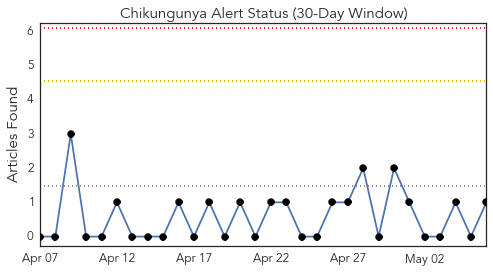 Chikungunya Alert Status (30-Day Window)
Articles Found
6
5
4
3
2
1
0
Apr 07
Apr 12
Apr 17
Apr 22
Apr 27
May 02